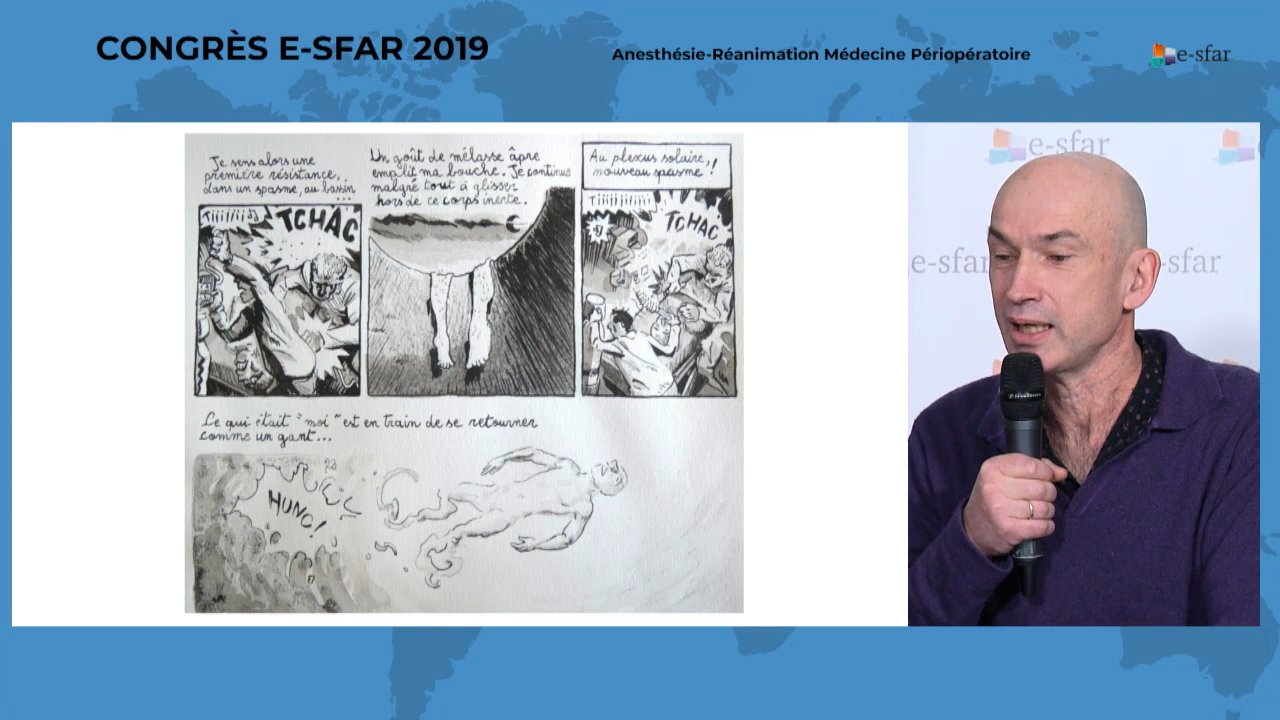 CONGRÈS E-SFAR 2019
Anesthésie-Réanimation Médecine Périopératoire
e-sfar
Je sens alors une
première résistance,
dans un spasme, au bassin
...
Tiiiiiii
TCHAC
Un goût de mélasse âpre
emplit ma bouche. Je continue
malgré tout à glisser
hors de ce corps inerte.
Au plexus solaire,
nouveau spasme !
Tiiiiiiiiii
TCHAC
Ce qui était "moi" est en train de se retourner
comme un gant...
HUNG!
e-sfar
e-sfar
-sfar